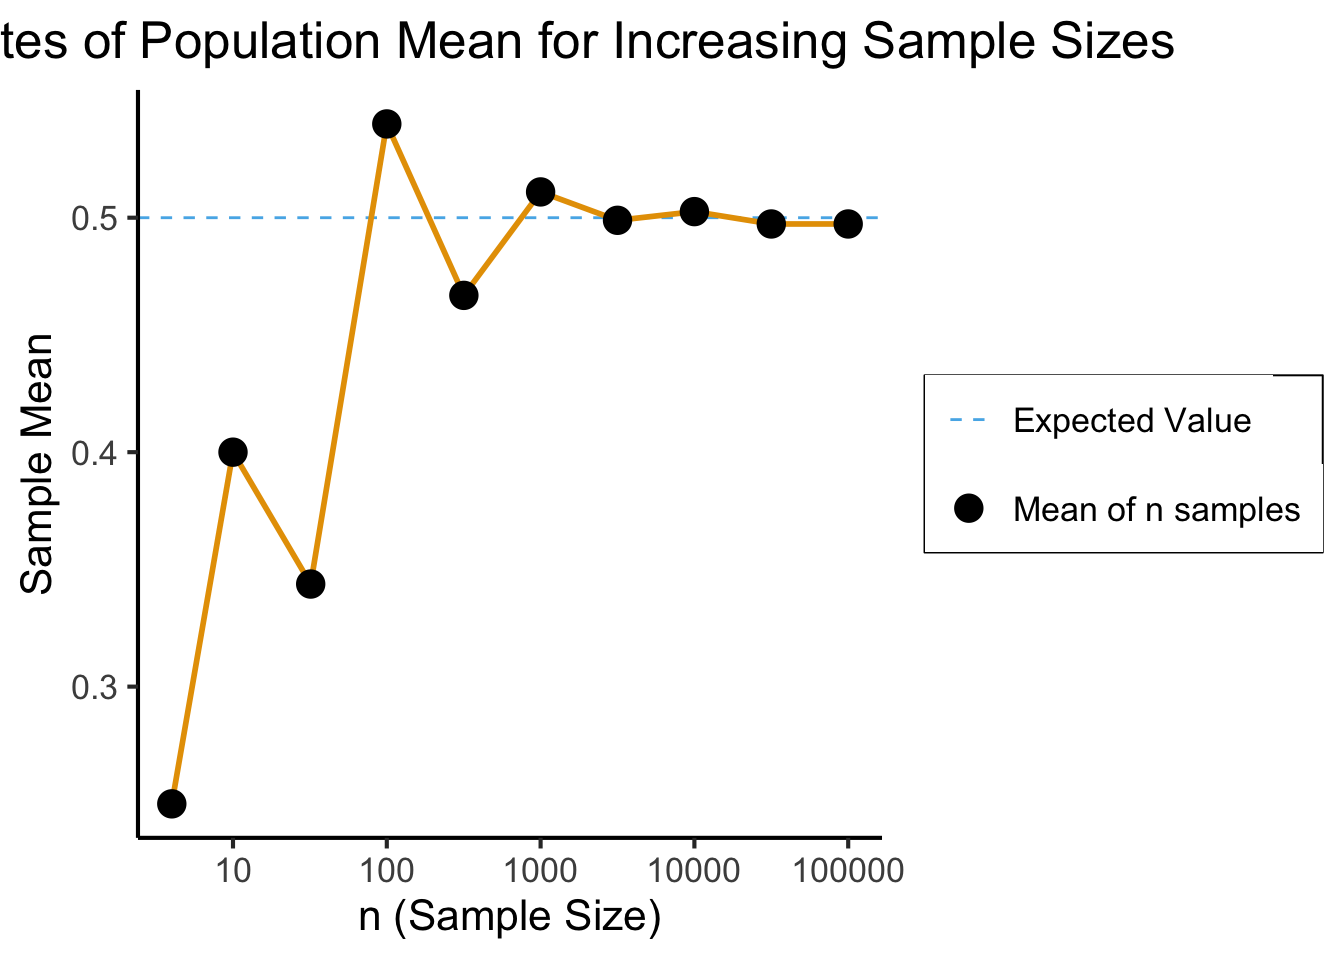 tes of Population Mean for Increasing Sample Sizes
Sample Mean
0.5
0.4
0.3
10 100 1000 10000 100000
n (Sample Size)
Expected Value
Mean of n samples